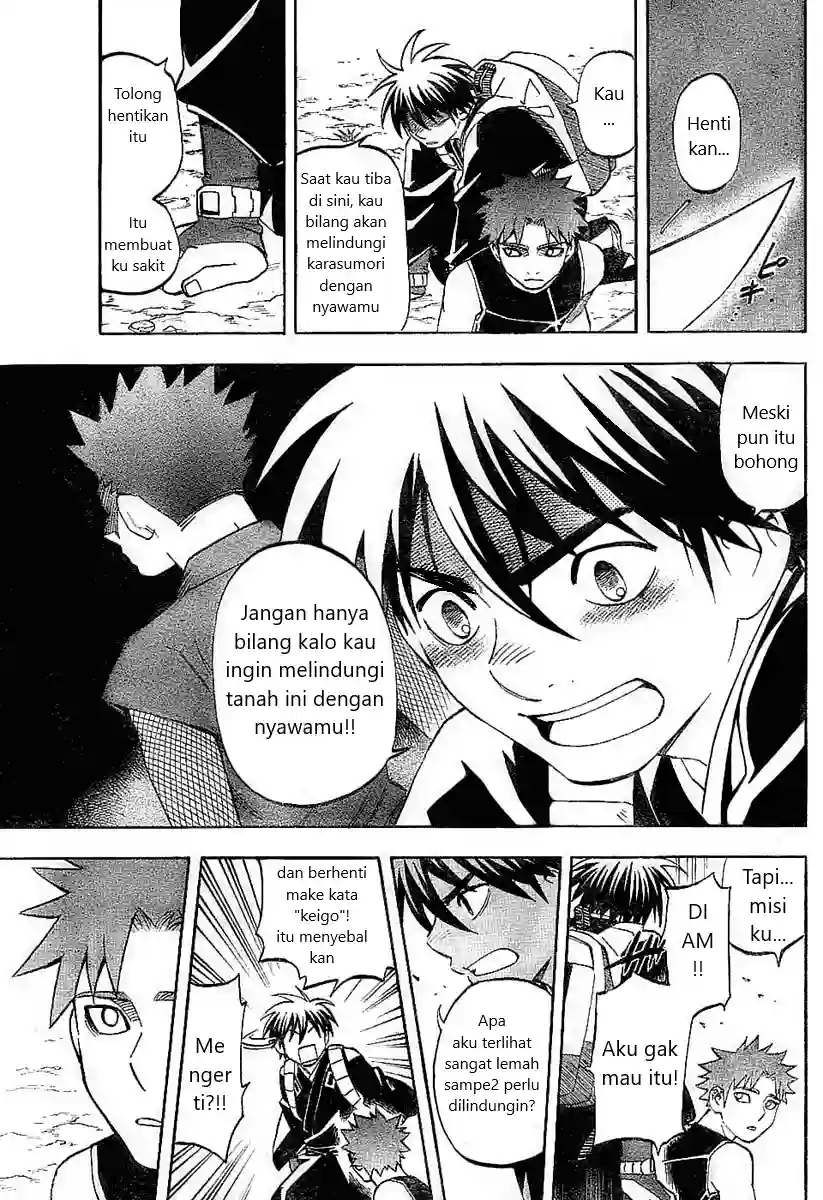 Henti
kan...
ピキ
Kau
...
Saat kau tiba
di sini, kau
bilang akan
melindungi
karasumori
dengan
nyawamu
Tolong
hentikan
itu
Itu
membuat
ku sakit
Meski
pun itu
bohong
Jangan hanya
bilang kalo kau
ingin melindungi
tanah ini dengan
nyawamu!!
Tapi...
misi
ku...
DI
AM
!!
Aku gak
mau itu!
Apa
aku terlihat
sangat lemah
sampe2 perlu
dilindungin?
dan berhenti
make kata
"keigo"!
itu menyebal
kan
Me
nger
ti?!!